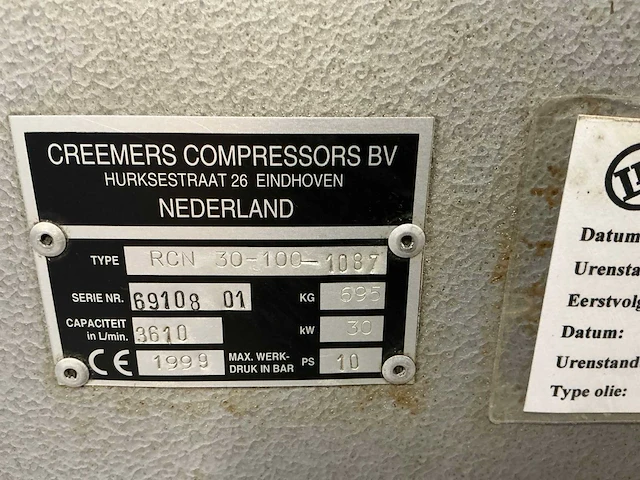 CREEMERS COMPRESSORS BV
HURKSESTRAAT 26 EINDHOVEN
NEDERLAND
TYPE RCN 30-100-1087
SERIE NR. 69108 01 KG 695
CAPACITEIT in L/min. 3610 kW 30
CE 1999 MAX. WERK-DRUK IN BAR PS 10
Datum
Urensta
Eerstvolg
Datum:
Urenstand
Type olie: